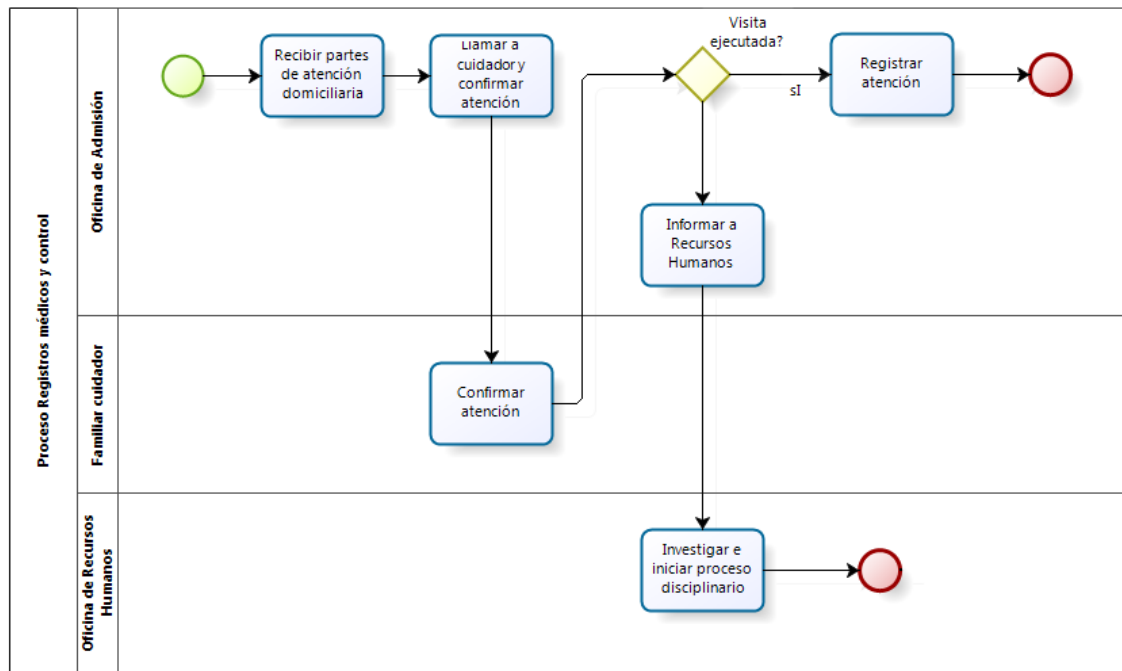 Proceso Registros médicos y control
Oficina de Admisión
Recibir partes
de atención
domiciliaria
Llamar a
cuidador y
confirmar
atención
Visita
ejecutada?
sI
Registrar
atención
Informar a
Recursos
Humanos
Familiar cuidador
Confirmar
atención
Oficina de Recursos
Humanos
Investigar e
iniciar proceso
disciplinario